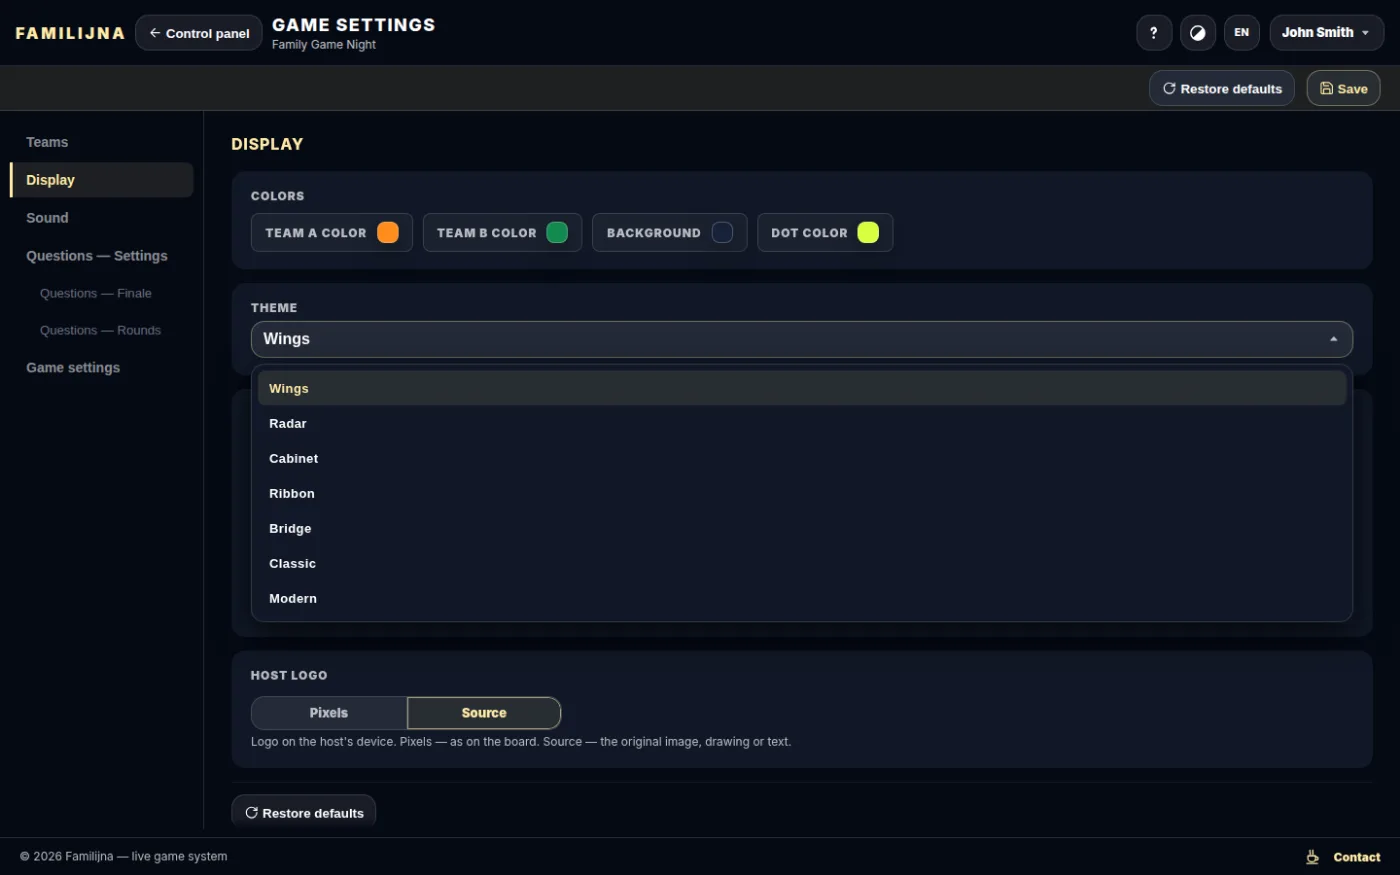 FAMILIJNA
← Control panel
GAME SETTINGS
Family Game Night
?
EN
John Smith
Restore defaults
Save
Teams
Display
Sound
Questions — Settings
Questions — Finale
Questions — Rounds
Game settings
DISPLAY
COLORS
TEAM A COLOR
TEAM B COLOR
BACKGROUND
DOT COLOR
THEME
Wings
Wings
Radar
Cabinet
Ribbon
Bridge
Classic
Modern
HOST LOGO
Pixels
Source
Logo on the host's device. Pixels — as on the board. Source — the original image, drawing or text.
Restore defaults
© 2026 Familijna — live game system
Contact